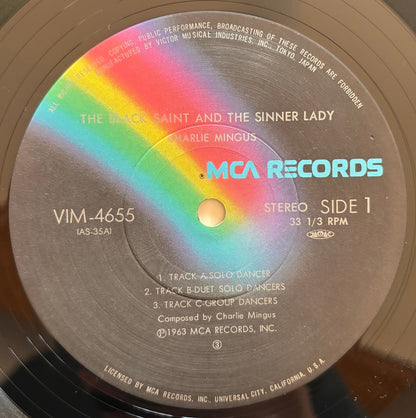 ALL RIGHTS RESERVED. COPYING, PUBLIC PERFORMANCE, BROADCASTING OF THESE RECORDS ARE FORBIDDEN
MANUFACTURED BY VICTOR MUSICAL INDUSTRIES, INC., TOKYO, JAPAN
THE BLACK SAINT AND THE SINNER LADY
CHARLIE MINGUS
® MCA RECORDS
VIM-4655
(AS-35A)
STEREO SIDE 1
33 1/3 RPM
1. TRACK A-SOLO DANCER
2. TRACK B-DUET SOLO DANCERS
3. TRACK C-GROUP DANCERS
Composed by Charlie Mingus
Ⓟ1963 MCA RECORDS, INC.
③
LICENSED BY MCA RECORDS, INC., UNIVERSAL CITY, CALIFORNIA, U.S.A.